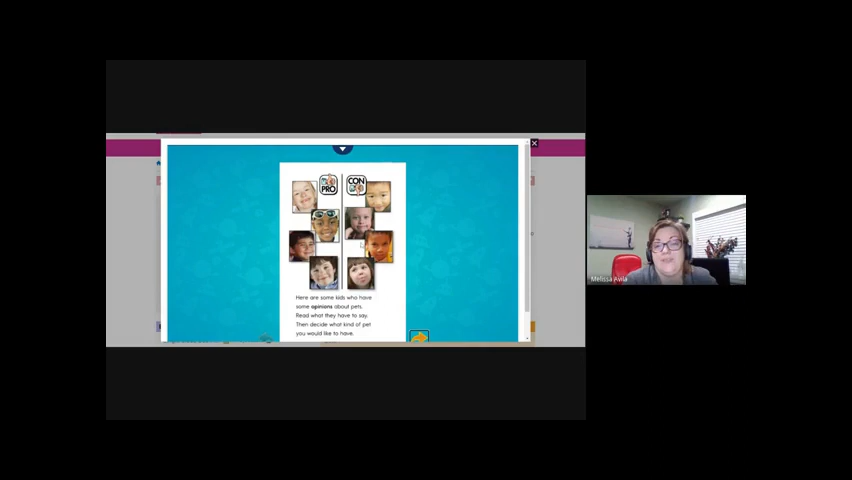 PRO
CON
Here are some kids who have
some opinions about pets.
Read what they have to say.
Then decide what kind of pet
you would like to have.
Melissa Avila